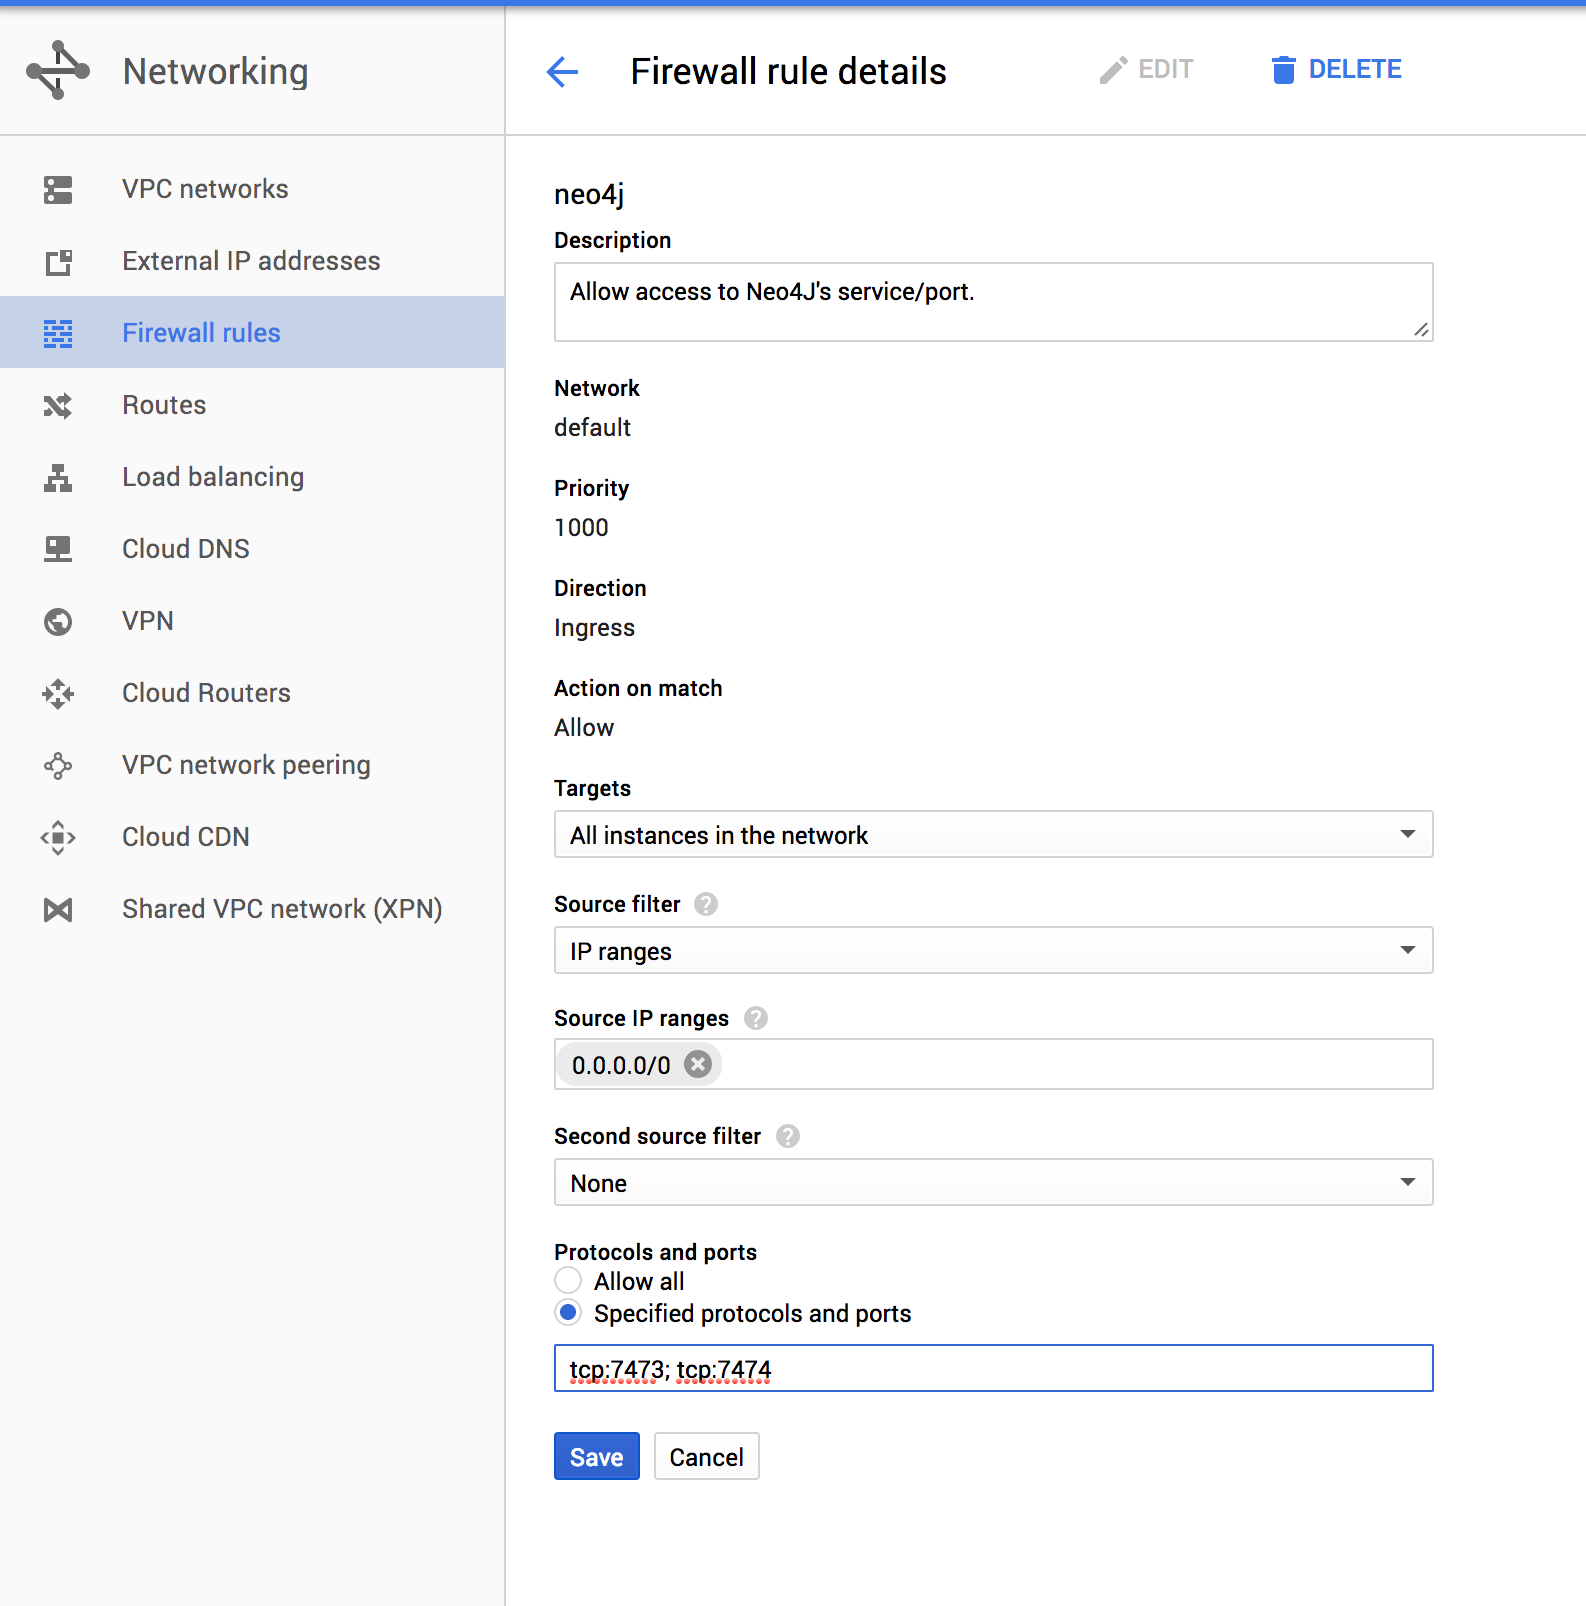 Networking
Firewall rule details
EDIT
DELETE
VPC networks
External IP addresses
Firewall rules
Routes
Load balancing
Cloud DNS
VPN
Cloud Routers
VPC network peering
Cloud CDN
Shared VPC network (XPN)
neo4j
Description
Allow access to Neo4J's service/port.
Network
default
Priority
1000
Direction
Ingress
Action on match
Allow
Targets
All instances in the network
Source filter ?
IP ranges
Source IP ranges ?
0.0.0.0/0
Second source filter ?
None
Protocols and ports
Allow all
Specified protocols and ports
tcp:7473; tcp:7474
Save
Cancel